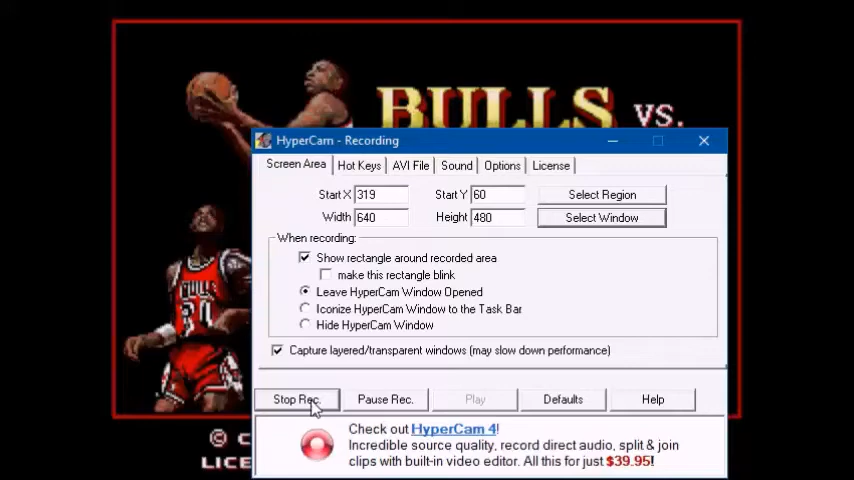 BULLS vs.
HyperCam - Recording
Screen Area Hot Keys AVI File Sound Options License
Start X 319 Start Y 60 Select Region
Width 640 Height 480 Select Window
When recording:
Show rectangle around recorded area
make this rectangle blink
Leave HyperCam Window Opened
Iconize HyperCam Window to the Task Bar
Hide HyperCam Window
Capture layered/transparent windows (may slow down performance)
BULLS
Stop Rec. Pause Rec. Play Defaults Help
Check out HyperCam 4!
Incredible source quality, record direct audio, split & join
clips with built-in video editor. All this for just $39.95!
© C
LICE